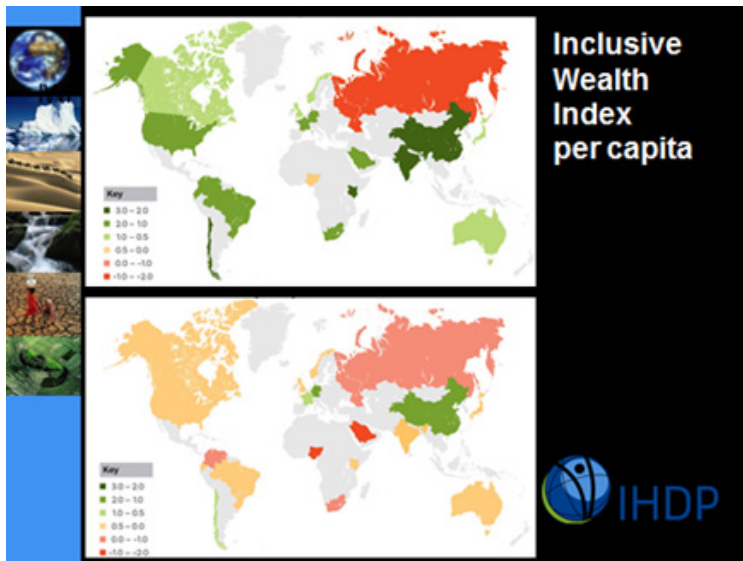 Inclusive
Wealth
Index
per capita
Key
3.0 – 2.0
2.0 – 1.0
1.0 – 0.5
0.5 – 0.0
0.0 – -1.0
-1.0 – -2.0
Key
3.0 – 2.0
2.0 – 1.0
1.0 – 0.5
0.5 – 0.0
0.0 – -1.0
-1.0 – -2.0
IHDP